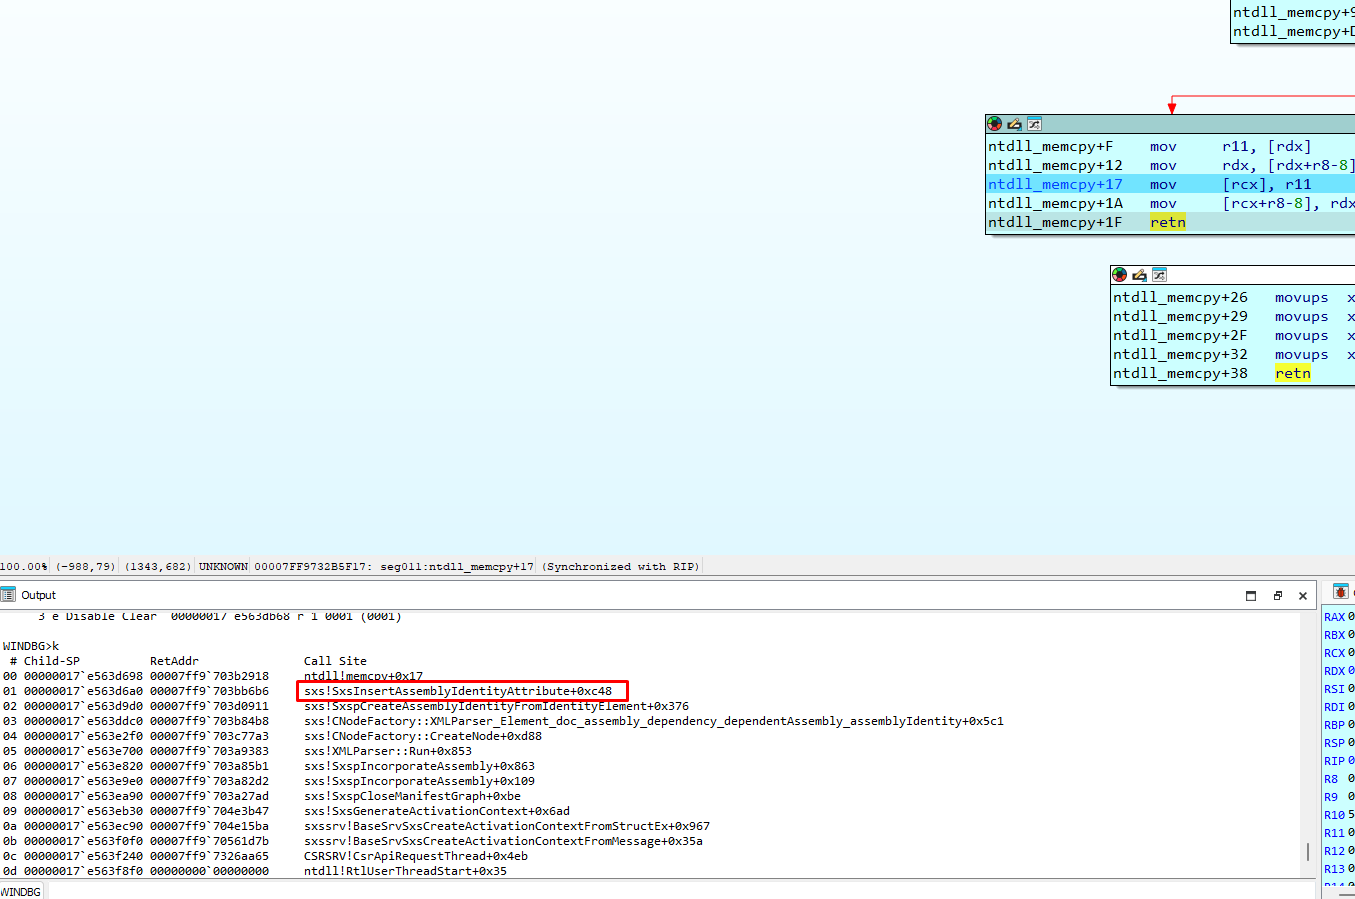 ntdll_memcpy+9
ntdll_memcpy+D
ntdll_memcpy+F mov r11, [rdx]
ntdll_memcpy+12 mov rdx, [rdx+r8-8]
ntdll_memcpy+17 mov [rcx], r11
ntdll_memcpy+1A mov [rcx+r8-8], rdx
ntdll_memcpy+1F retn
ntdll_memcpy+26 movups x
ntdll_memcpy+29 movups x
ntdll_memcpy+2F movups x
ntdll_memcpy+32 movups x
ntdll_memcpy+38 retn
100.00% (-988,79) (1343,682) UNKNOWN 00007FF9732B5F17: seg011:ntdll_memcpy+17 (Synchronized with RIP)
Output
3 e Disable Clear 00000017`e563db68 r 1 0001 (0001)
WINDBG>k
# Child-SP RetAddr Call Site
00 00000017`e563d698 00007ff9`703b2918 ntdll!memcpy+0x17
01 00000017`e563d6a0 00007ff9`703bb6b6 sxs!SxsInsertAssemblyIdentityAttribute+0xc48
02 00000017`e563d9d0 00007ff9`703d0911 sxs!SxspCreateAssemblyIdentityFromIdentityElement+0x376
03 00000017`e563ddc0 00007ff9`703b84b8 sxs!CNodeFactory::XMLParser_Element_doc_assembly_dependency_dependentAssembly_assemblyIdentity+0x5c1
04 00000017`e563e2f0 00007ff9`703c77a3 sxs!CNodeFactory::CreateNode+0xd88
05 00000017`e563e700 00007ff9`703a9383 sxs!XMLParser::Run+0x853
06 00000017`e563e820 00007ff9`703a85b1 sxs!SxspIncorporateAssembly+0x863
07 00000017`e563e9e0 00007ff9`703a82d2 sxs!SxspIncorporateAssembly+0x109
08 00000017`e563ea90 00007ff9`703a27ad sxs!SxspCloseManifestGraph+0xbe
09 00000017`e563eb30 00007ff9`704e3b47 sxs!SxsGenerateActivationContext+0x6ad
0a 00000017`e563ec90 00007ff9`704e15ba sxssrv!BaseSrvSxsCreateActivationContextFromStructEx+0x967
0b 00000017`e563f0f0 00007ff9`70561d7b sxssrv!BaseSrvSxsCreateActivationContextFromMessage+0x35a
0c 00000017`e563f240 00007ff9`7326aa65 CSRSRV!CsrApiRequestThread+0x4eb
0d 00000017`e563f8f0 00000000`00000000 ntdll!RtlUserThreadStart+0x35
WINDBG
RAX 0
RBX 0
RCX 0
RDX 0
RSI 0
RDI 0
RBP 0
RSP 0
RIP 0
R8 0
R9 0
R10 5
R11 0
R12 0
R13 0